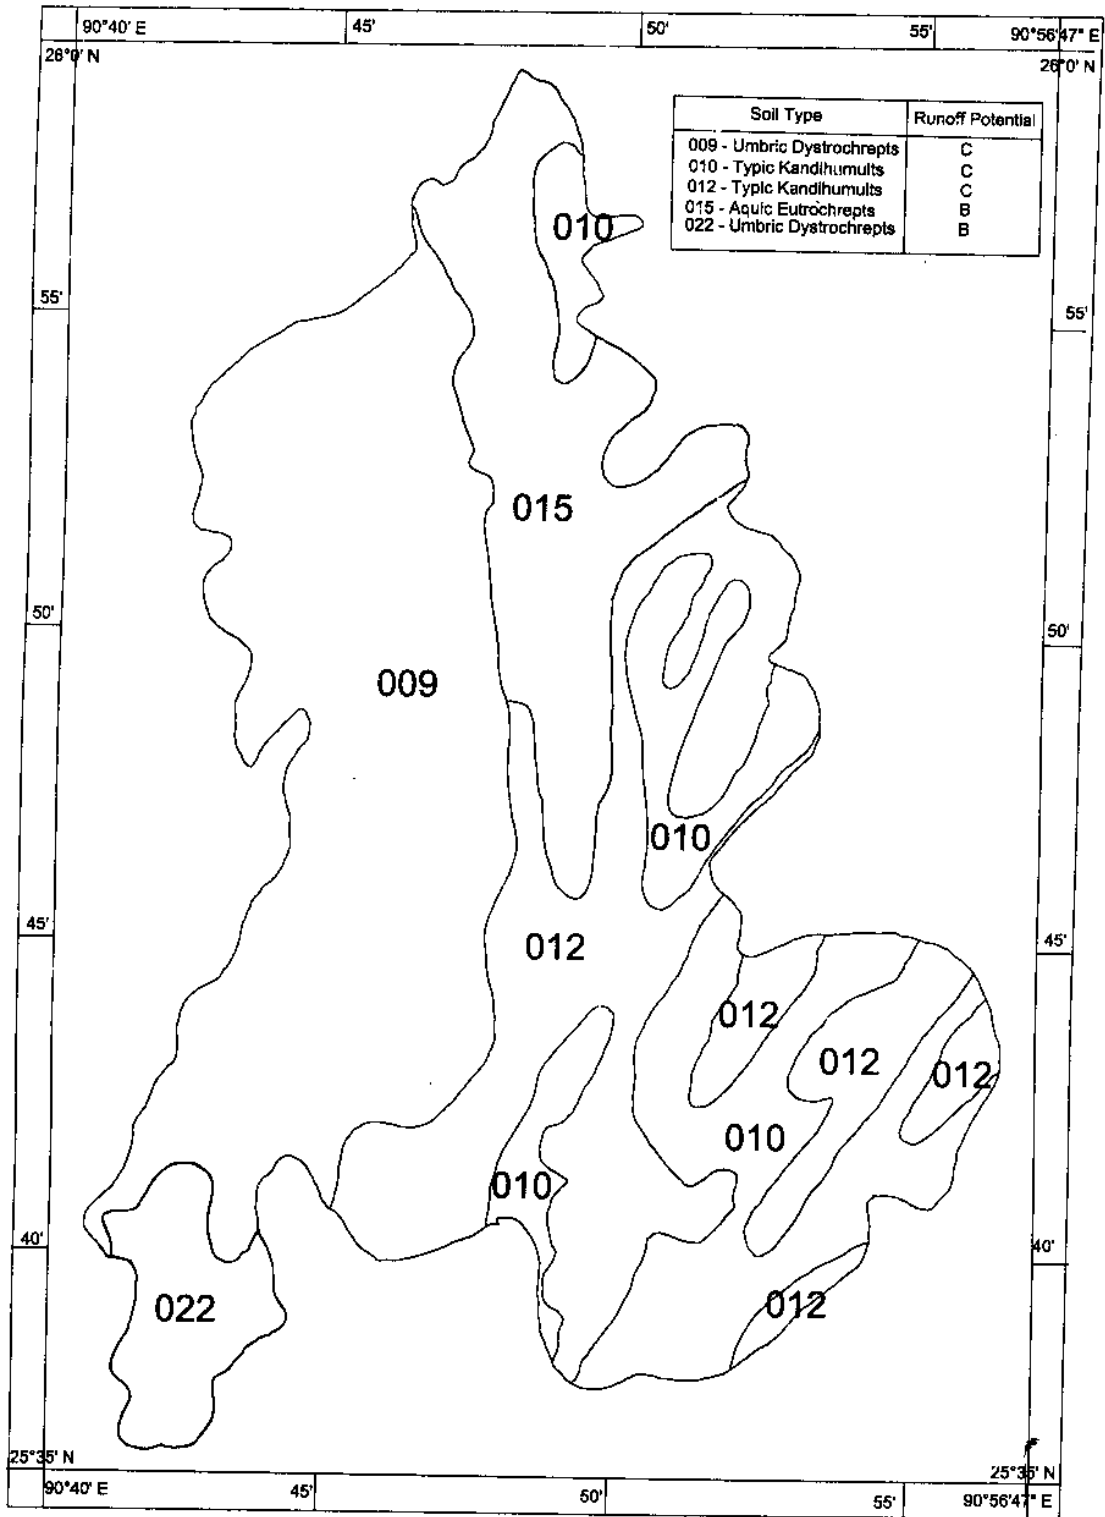 90°40' E 45' 50' 55' 90°56'47" E
26°0' N 26°0' N
Soil Type Runoff Potential
009 - Umbric Dystrochrepts C
010 - Typic Kandihumults C
012 - Typic Kandihumults C
015 - Aquic Eutrochrepts B
022 - Umbric Dystrochrepts B
010
55' 55'
015
50' 50'
009
010
45' 45'
012
012
012
012
010
010
40' 40'
022
012
25°35' N 25°35' N
90°40' E 45' 50' 55' 90°56'47" E